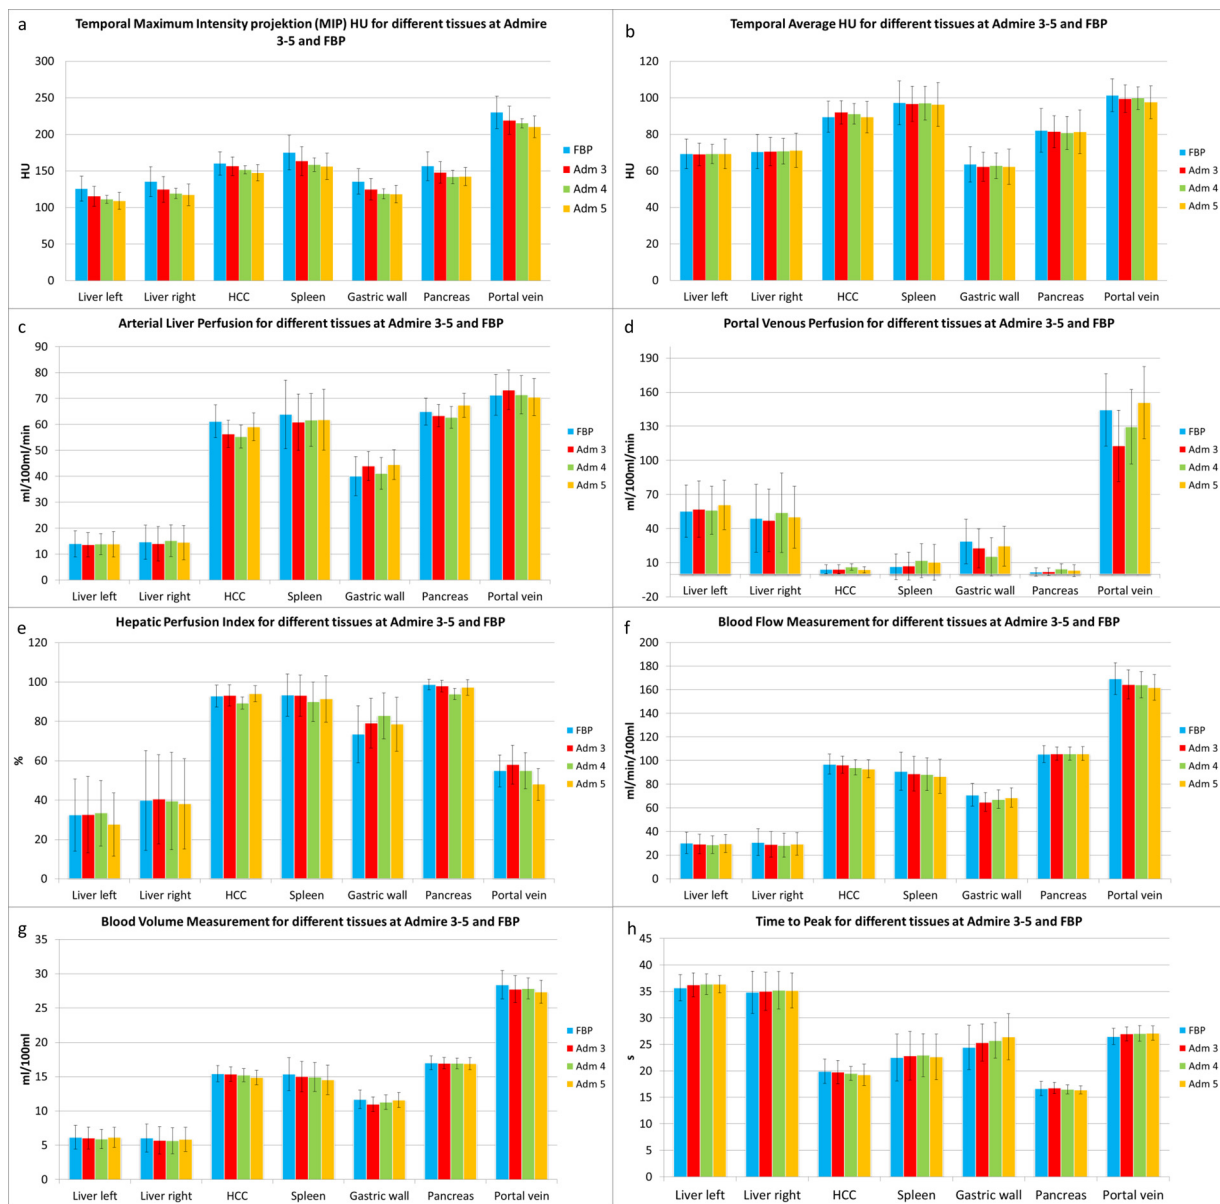 a
Temporal Maximum Intensity projektion (MIP) HU for different tissues at Admire
3-5 and FBP
300
250
200
150
100
50
0
HU
Liver left Liver right HCC Spleen Gastric wall Pancreas Portal vein
FBP
Adm 3
Adm 4
Adm 5
b
Temporal Average HU for different tissues at Admire 3-5 and FBP
120
100
80
60
40
20
0
HU
Liver left Liver right HCC Spleen Gastric wall Pancreas Portal vein
FBP
Adm 3
Adm 4
Adm 5
c
Arterial Liver Perfusion for different tissues at Admire 3-5 and FBP
90
80
70
60
50
40
30
20
10
0
ml/100ml/min
Liver left Liver right HCC Spleen Gastric wall Pancreas Portal vein
FBP
Adm 3
Adm 4
Adm 5
d
Portal Venous Perfusion for different tissues at Admire 3-5 and FBP
190
150
110
70
30
-10
-20
ml/100ml/min
Liver left Liver right HCC Spleen Gastric wall Pancreas Portal vein
FBP
Adm 3
Adm 4
Adm 5
e
Hepatic Perfusion Index for different tissues at Admire 3-5 and FBP
120
100
80
60
40
20
0
%
Liver left Liver right HCC Spleen Gastric wall Pancreas Portal vein
FBP
Adm 3
Adm 4
Adm 5
f
Blood Flow Measurement for different tissues at Admire 3-5 and FBP
200
180
160
140
120
100
80
60
40
20
0
ml/min/100ml
Liver left Liver right HCC Spleen Gastric wall Pancreas Portal vein
FBP
Adm 3
Adm 4
Adm 5
g
Blood Volume Measurement for different tissues at Admire 3-5 and FBP
35
30
25
20
15
10
5
0
ml/100ml
Liver left Liver right HCC Spleen Gastric wall Pancreas Portal vein
FBP
Adm 3
Adm 4
Adm 5
h
Time to Peak for different tissues at Admire 3-5 and FBP
45
40
35
30
25
20
15
10
5
0
s
Liver left Liver right HCC Spleen Gastric wall Pancreas Portal vein
FBP
Adm 3
Adm 4
Adm 5